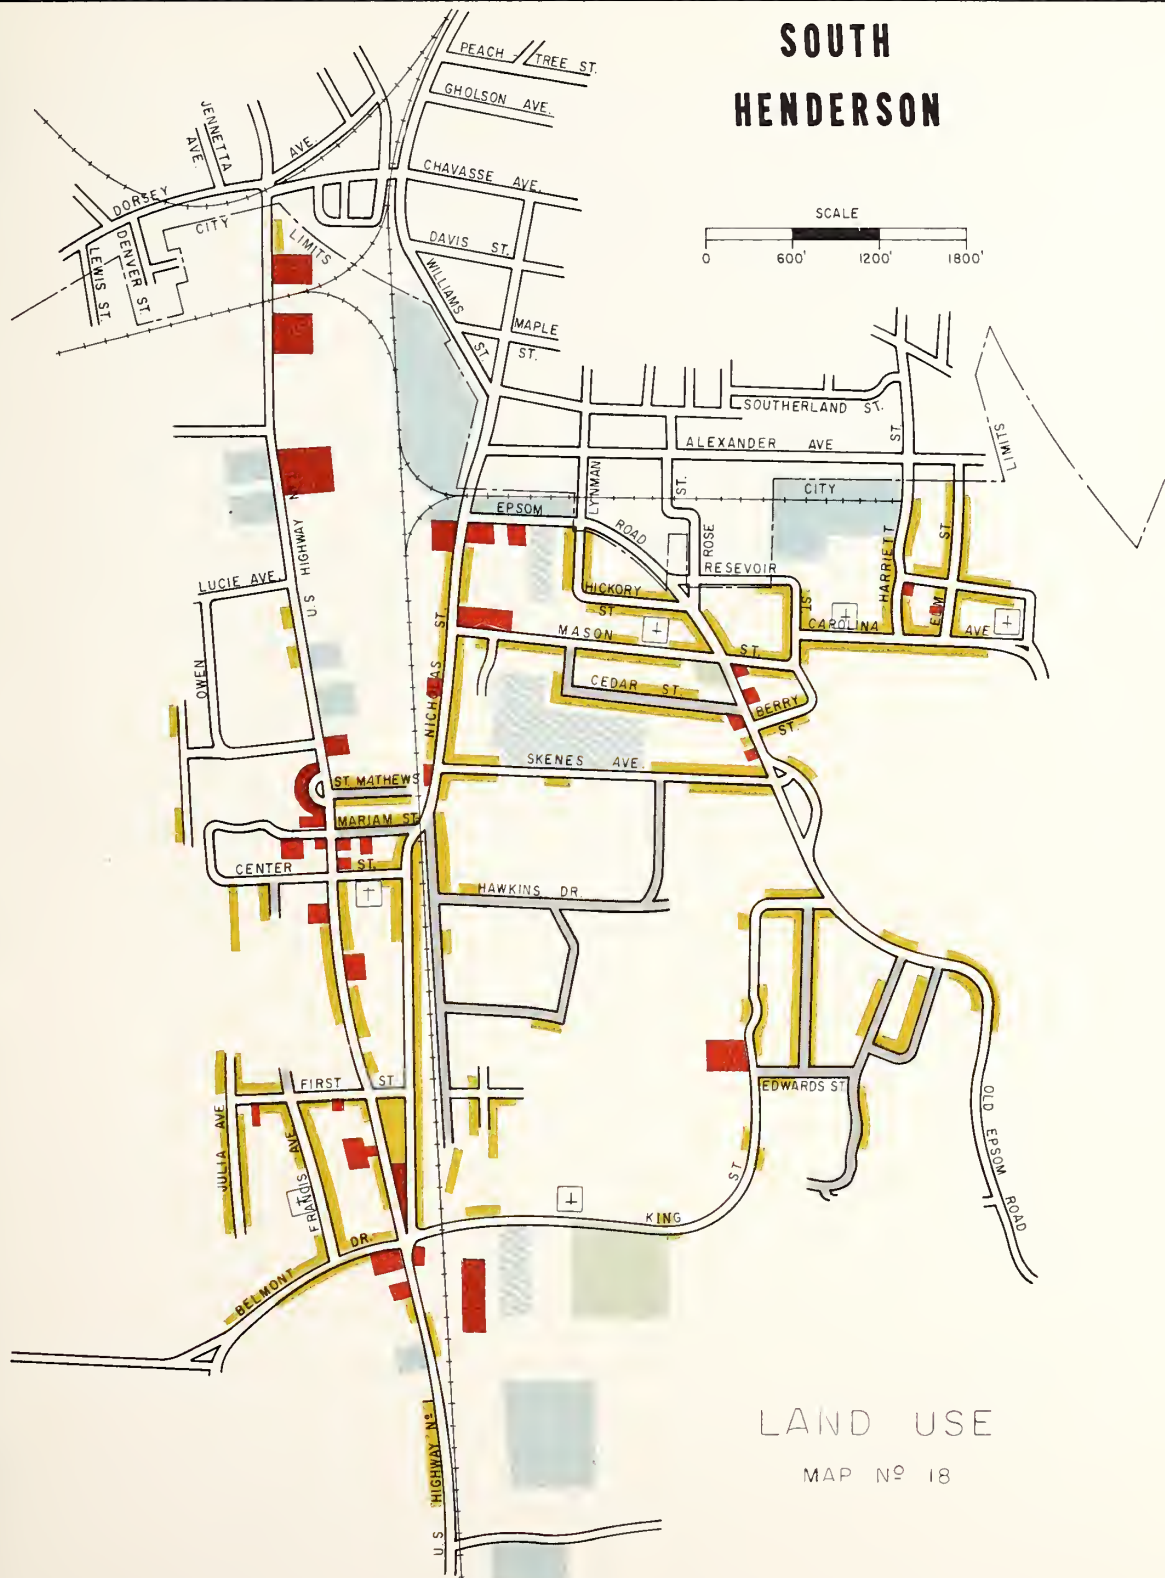 SOUTH
HENDERSON
PEACH TREE ST.
GHOLSON AVE.
JENNETTA
AVE.
AVE.
CHAVASSE AVE.
DORSEY
CITY
LIMITS
DENVER ST.
LEWIS ST.
DAVIS ST.
WILLIAMS
ST.
MAPLE
ST.
SCALE
0 600' 1200' 1800'
SOUTHERLAND ST.
ALEXANDER AVE
ST.
LIMITS
CITY
LYNMAN
ST.
EPSOM
ROAD
ROSE
RESEVOIR
HARRIETT
ST.
ELM
U.S. HIGHWAY
LUCIE AVE.
HICKORY
ST.
ST.
CAROLINA
AVE
MASON
ST.
OWEN
NICHOLAS ST.
CEDAR ST.
BERRY
ST.
SKENES AVE.
ST. MATHEWS
MARIAM ST.
CENTER ST.
HAWKINS DR.
FIRST ST.
EDWARDS ST.
JULIA AVE
FRANCIS AVE.
OLD EPSOM ROAD
ST
KING
BELMONT
DR.
LAND USE
MAP Nº 18
U.S. HIGHWAY Nº